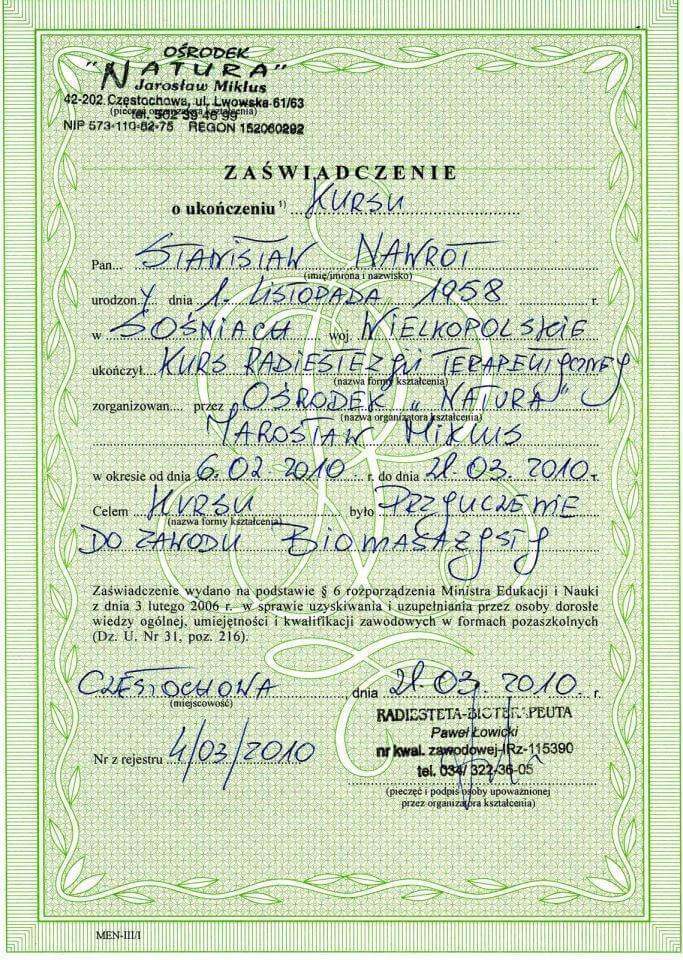 OŚRODEK
"NATURA"
Jarosław Mikłus
42-202 Częstochowa, ul. Lwowska 61/63
(pieczęć organizatora kształcenia)
tel. 502 39 46 99
NIP 573-110-62-75 REGON 152060292
ZAŚWIADCZENIE
o ukończeniu 1) KURSU
Pan STANISŁAW NAWROT
(imię/imiona i nazwisko)
urodzony dnia 1. LISTOPADA 1958 r.
w SOŚNIACH woj. WIELKOPOLSKIE
ukończył KURS RADIESTEZJI TERAPEUTYCZNEJ
(nazwa formy kształcenia)
zorganizowan przez OŚRODEK „NATURA"
(nazwa organizatora kształcenia)
JAROSŁAW MIKŁUS
w okresie od dnia 6.02 2010 r. do dnia 21.03.2010 r.
Celem KURSU było PRZYUCZENIE
(nazwa formy kształcenia)
DO ZAWODU BIOMASAŻYSTY
Zaświadczenie wydano na podstawie § 6 rozporządzenia Ministra Edukacji i Nauki
z dnia 3 lutego 2006 r. w sprawie uzyskiwania i uzupełniania przez osoby dorosłe
wiedzy ogólnej, umiejętności i kwalifikacji zawodowych w formach pozaszkolnych
(Dz. U. Nr 31, poz. 216).
CZĘSTOCHOWA, dnia 21.03.2010. r.
(miejscowość)
RADIESTETA-BIOTERAPEUTA
Paweł Łowicki
nr kwal. zawodowej-IRz-115390
Nr z rejestru 4/03/2010
tel. 034/ 322-36-05
(pieczęć i podpis osoby upoważnionej
przez organizatora kształcenia)
MEN-III/1